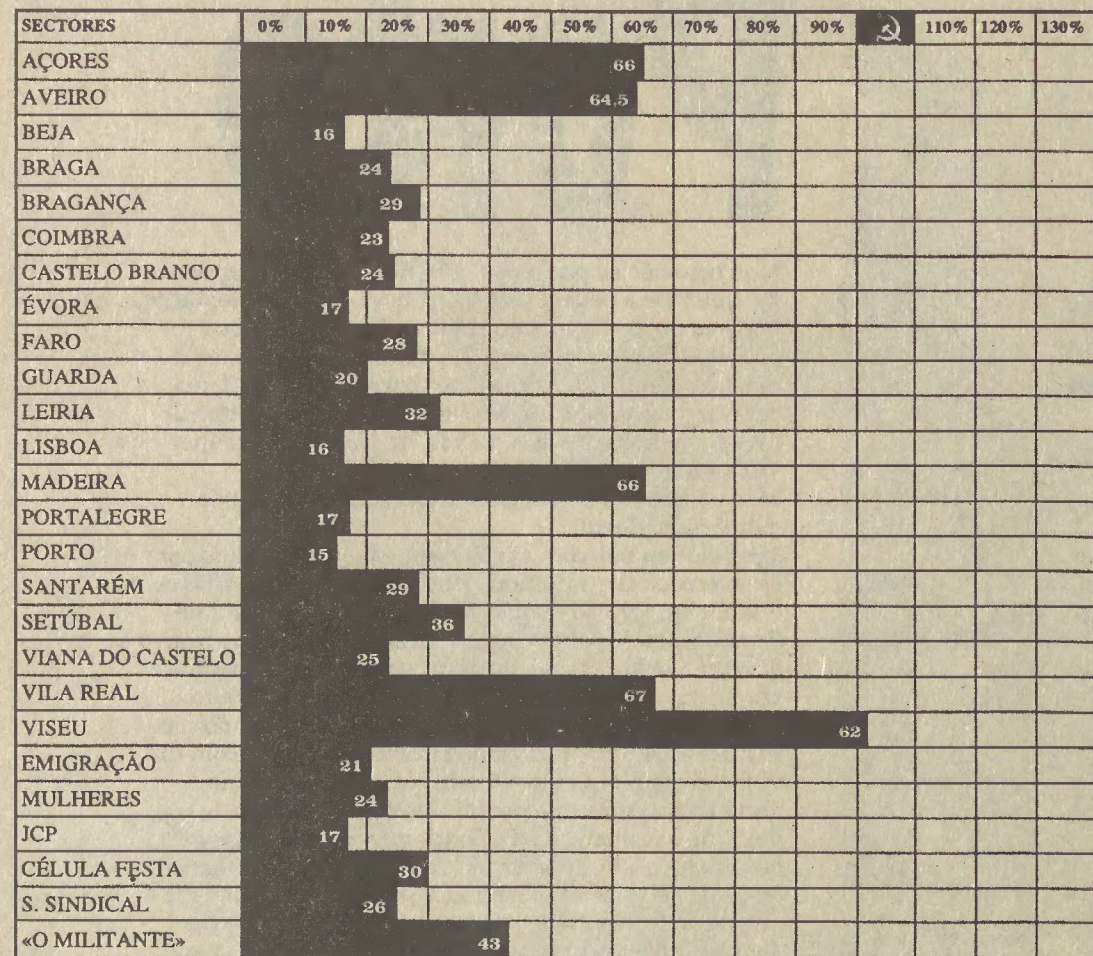 SECTORES 0% 10% 20% 30% 40% 50% 60% 70% 80% 90% 110% 120% 130%
AÇORES 66
AVEIRO 64,5
BEJA 16
BRAGA 24
BRAGANÇA 29
COIMBRA 23
CASTELO BRANCO 24
ÉVORA 17
FARO 28
GUARDA 20
LEIRIA 32
LISBOA 16
MADEIRA 66
PORTALEGRE 17
PORTO 15
SANTARÉM 29
SETÚBAL 36
VIANA DO CASTELO 25
VILA REAL 67
VISEU 62
EMIGRAÇÃO 21
MULHERES 24
JCP 17
CÉLULA FESTA 30
S. SINDICAL 26
«O MILITANTE» 43